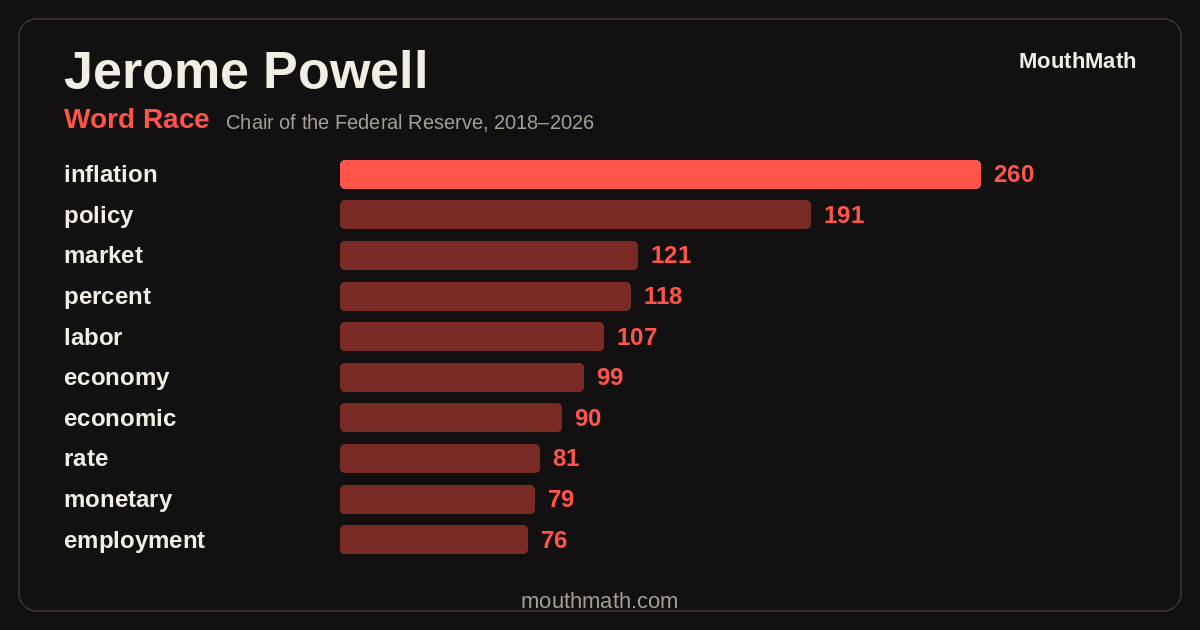 Jerome Powell
MouthMath
Word Race Chair of the Federal Reserve, 2018–2026
inflation 260
policy 191
market 121
percent 118
labor 107
economy 99
economic 90
rate 81
monetary 79
employment 76
mouthmath.com